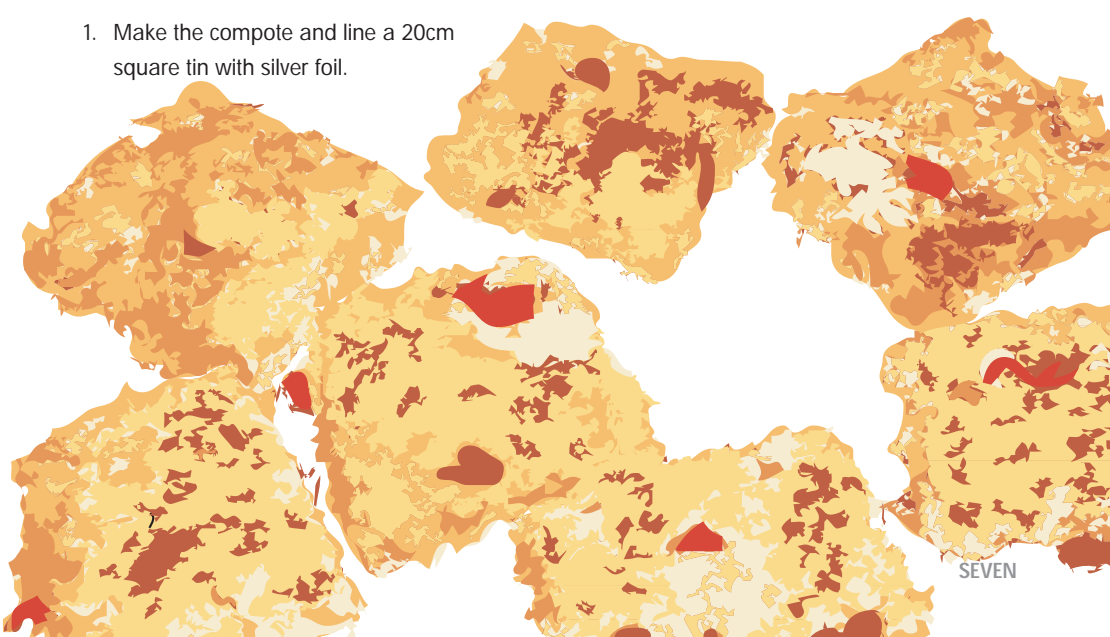 1. Make the compote and line a 20cm
square tin with silver foil.
SEVEN